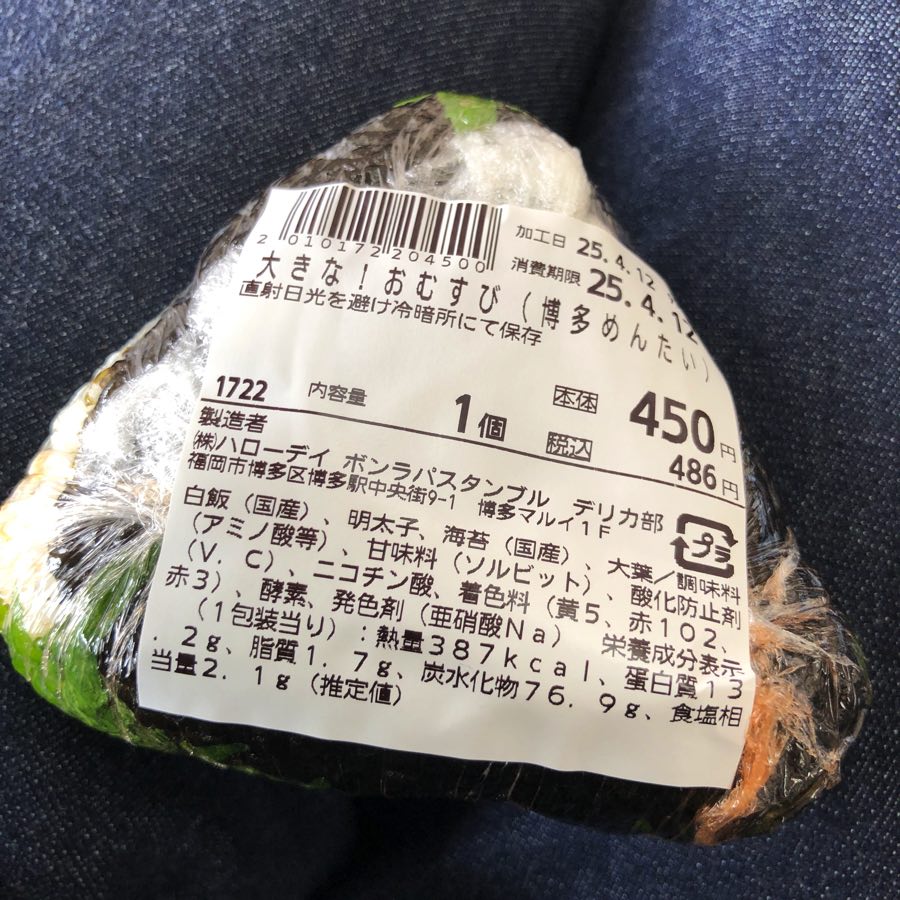 2 010172 204500
加工日 25.4.12
消費期限 25.4.12
大きな！おむすび（博多めんたい）
直射日光を避け冷暗所にて保存
1722 内容量 1個 本体 450円
税込 486円
製造者
(株)ハローデイ ボンラパスタンブル デリカ部
福岡市博多区博多駅中央街9-1 博多マルイ1F
プラ
白飯（国産）、明太子、海苔（国産）、大葉／調味料
（アミノ酸等）、甘味料（ソルビット）、酸化防止剤
（V．C）、ニコチン酸、着色料（黄5、赤102、
赤3）、酵素、発色剤（亜硝酸Na） 栄養成分表示
（1包装当り）：熱量387kcal、蛋白質13
．2g、脂質1．7g、炭水化物76．9g、食塩相
当量2．1g（推定値）